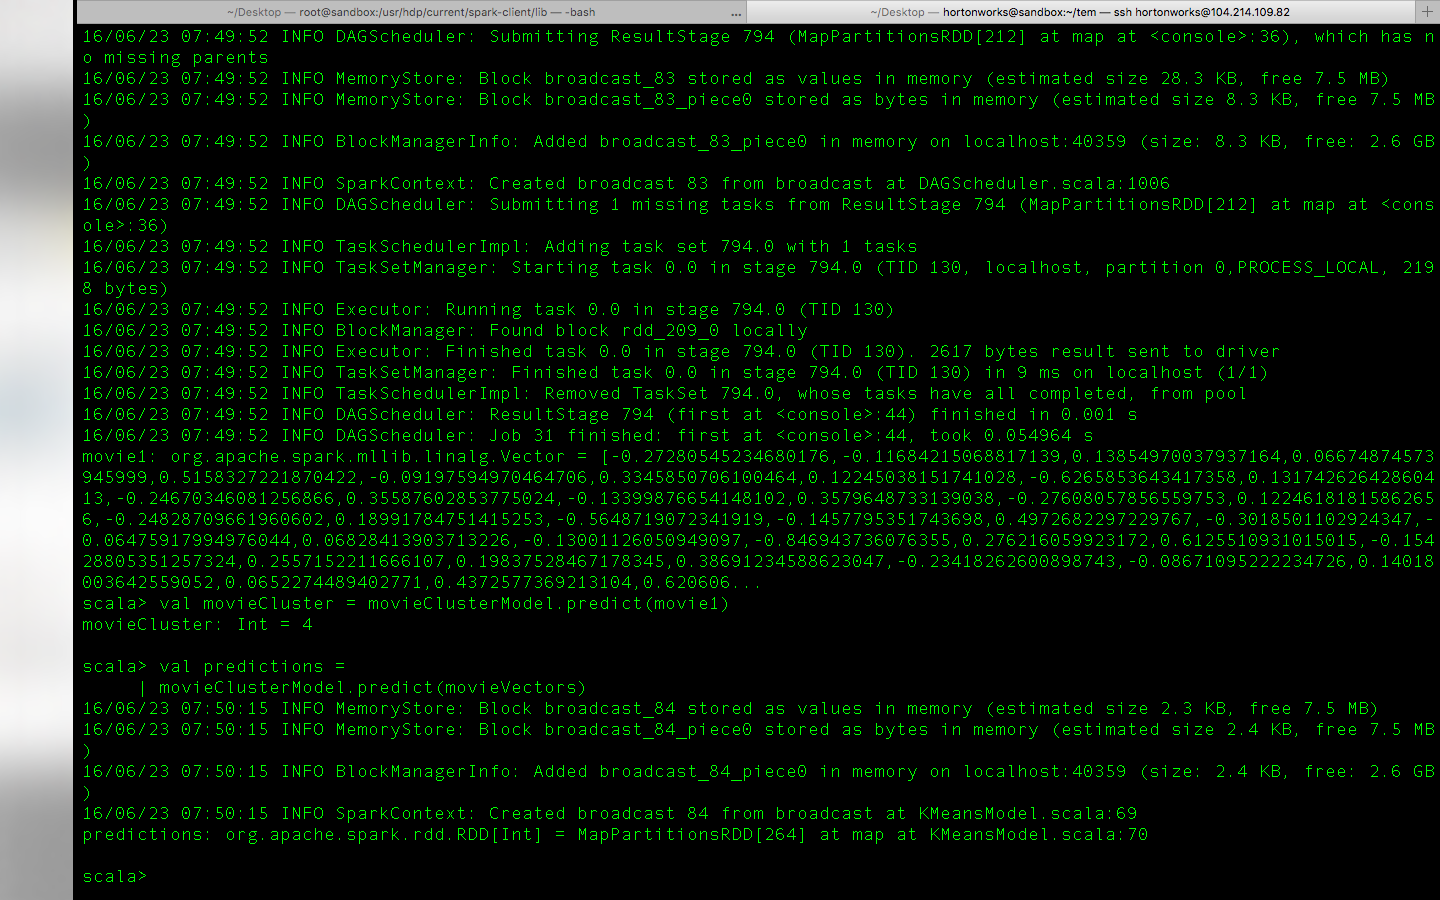 ~/Desktop — root@sandbox:/usr/hdp/current/spark-client/lib — -bash ... ~/Desktop — hortonworks@sandbox:~/tem — ssh hortonworks@104.214.109.82 +
16/06/23 07:49:52 INFO DAGScheduler: Submitting ResultStage 794 (MapPartitionsRDD[212] at map at <console>:36), which has n
o missing parents
16/06/23 07:49:52 INFO MemoryStore: Block broadcast_83 stored as values in memory (estimated size 28.3 KB, free 7.5 MB)
16/06/23 07:49:52 INFO MemoryStore: Block broadcast_83_piece0 stored as bytes in memory (estimated size 8.3 KB, free 7.5 MB
)
16/06/23 07:49:52 INFO BlockManagerInfo: Added broadcast_83_piece0 in memory on localhost:40359 (size: 8.3 KB, free: 2.6 GB
)
16/06/23 07:49:52 INFO SparkContext: Created broadcast 83 from broadcast at DAGScheduler.scala:1006
16/06/23 07:49:52 INFO DAGScheduler: Submitting 1 missing tasks from ResultStage 794 (MapPartitionsRDD[212] at map at <cons
ole>:36)
16/06/23 07:49:52 INFO TaskSchedulerImpl: Adding task set 794.0 with 1 tasks
16/06/23 07:49:52 INFO TaskSetManager: Starting task 0.0 in stage 794.0 (TID 130, localhost, partition 0,PROCESS_LOCAL, 219
8 bytes)
16/06/23 07:49:52 INFO Executor: Running task 0.0 in stage 794.0 (TID 130)
16/06/23 07:49:52 INFO BlockManager: Found block rdd_209_0 locally
16/06/23 07:49:52 INFO Executor: Finished task 0.0 in stage 794.0 (TID 130). 2617 bytes result sent to driver
16/06/23 07:49:52 INFO TaskSetManager: Finished task 0.0 in stage 794.0 (TID 130) in 9 ms on localhost (1/1)
16/06/23 07:49:52 INFO TaskSchedulerImpl: Removed TaskSet 794.0, whose tasks have all completed, from pool
16/06/23 07:49:52 INFO DAGScheduler: ResultStage 794 (first at <console>:44) finished in 0.001 s
16/06/23 07:49:52 INFO DAGScheduler: Job 31 finished: first at <console>:44, took 0.054964 s
movie1: org.apache.spark.mllib.linalg.Vector = [-0.27280545234680176,-0.11684215068817139,0.13854970037937164,0.06674874573
945999,0.5158327221870422,-0.09197594970464706,0.3345850706100464,0.12245038151741028,-0.6265853643417358,0.131742626428604
13,-0.24670346081256866,0.35587602853775024,-0.13399876654148102,0.3579648733139038,-0.27608057856559753,0.1224618181586265
6,-0.24828709661960602,0.18991784751415253,-0.5648719072341919,-0.1457795351743698,0.4972682297229767,-0.3018501102924347,-
0.06475917994976044,0.06828413903713226,-0.13001126050949097,-0.846943736076355,0.276216059923172,0.6125510931015015,-0.154
28805351257324,0.2557152211666107,0.19837528467178345,0.38691234588623047,-0.23418262600898743,-0.08671095222234726,0.14018
003642559052,0.0652274489402771,0.4372577369213104,0.620606...
scala> val movieCluster = movieClusterModel.predict(movie1)
movieCluster: Int = 4
scala> val predictions =
| movieClusterModel.predict(movieVectors)
16/06/23 07:50:15 INFO MemoryStore: Block broadcast_84 stored as values in memory (estimated size 2.3 KB, free 7.5 MB)
16/06/23 07:50:15 INFO MemoryStore: Block broadcast_84_piece0 stored as bytes in memory (estimated size 2.4 KB, free 7.5 MB
)
16/06/23 07:50:15 INFO BlockManagerInfo: Added broadcast_84_piece0 in memory on localhost:40359 (size: 2.4 KB, free: 2.6 GB
)
16/06/23 07:50:15 INFO SparkContext: Created broadcast 84 from broadcast at KMeansModel.scala:69
predictions: org.apache.spark.rdd.RDD[Int] = MapPartitionsRDD[264] at map at KMeansModel.scala:70
scala>